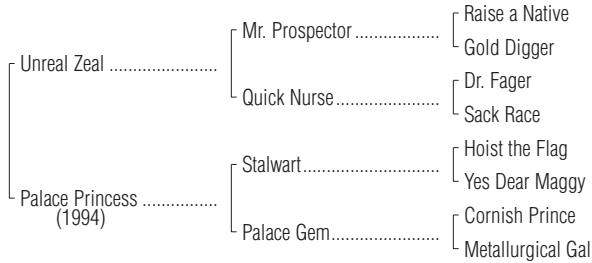 Raise a Native
Mr. Prospector ..................
Gold Digger
Unreal Zeal .......................
Dr. Fager
Quick Nurse ......................
Sack Race
Hoist the Flag
Stalwart .............................
Yes Dear Maggy
Palace Princess ................
(1994)
Cornish Prince
Palace Gem .......................
Metallurgical Gal